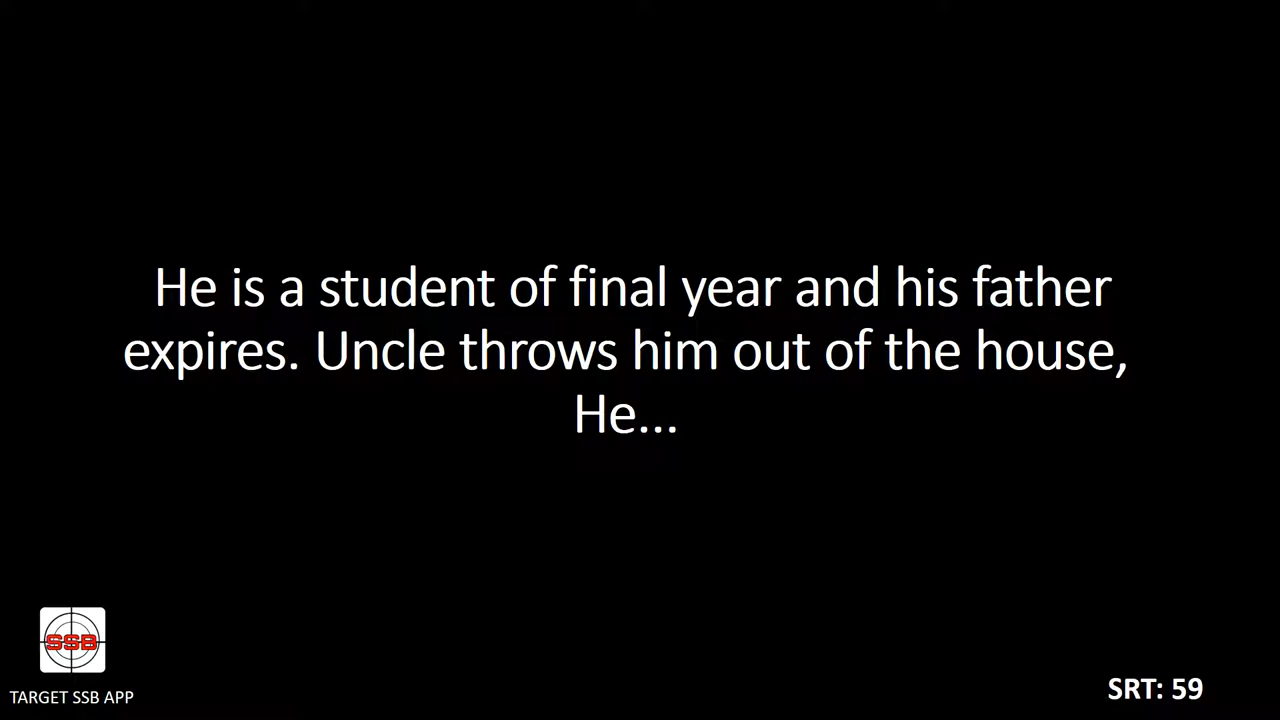 He is a student of final year and his father
expires. Uncle throws him out of the house,
He...
SSB
TARGET SSB APP
SRT: 59